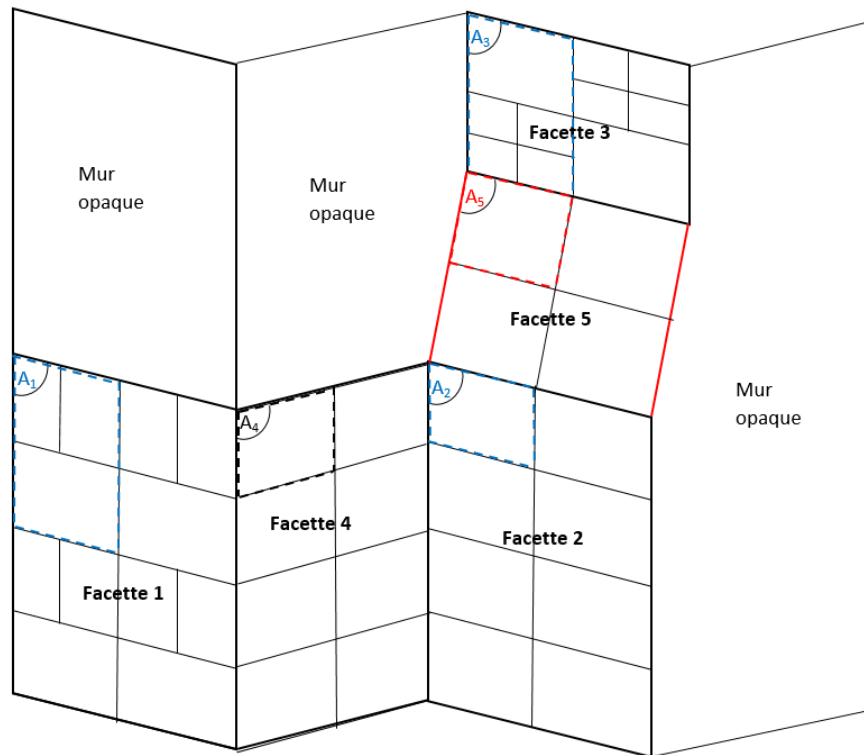 A₃
Facette 3
Mur
opaque
Mur
opaque
A₅
Facette 5
A₁
A₂
A₄
Mur
opaque
Facette 4
Facette 2
Facette 1